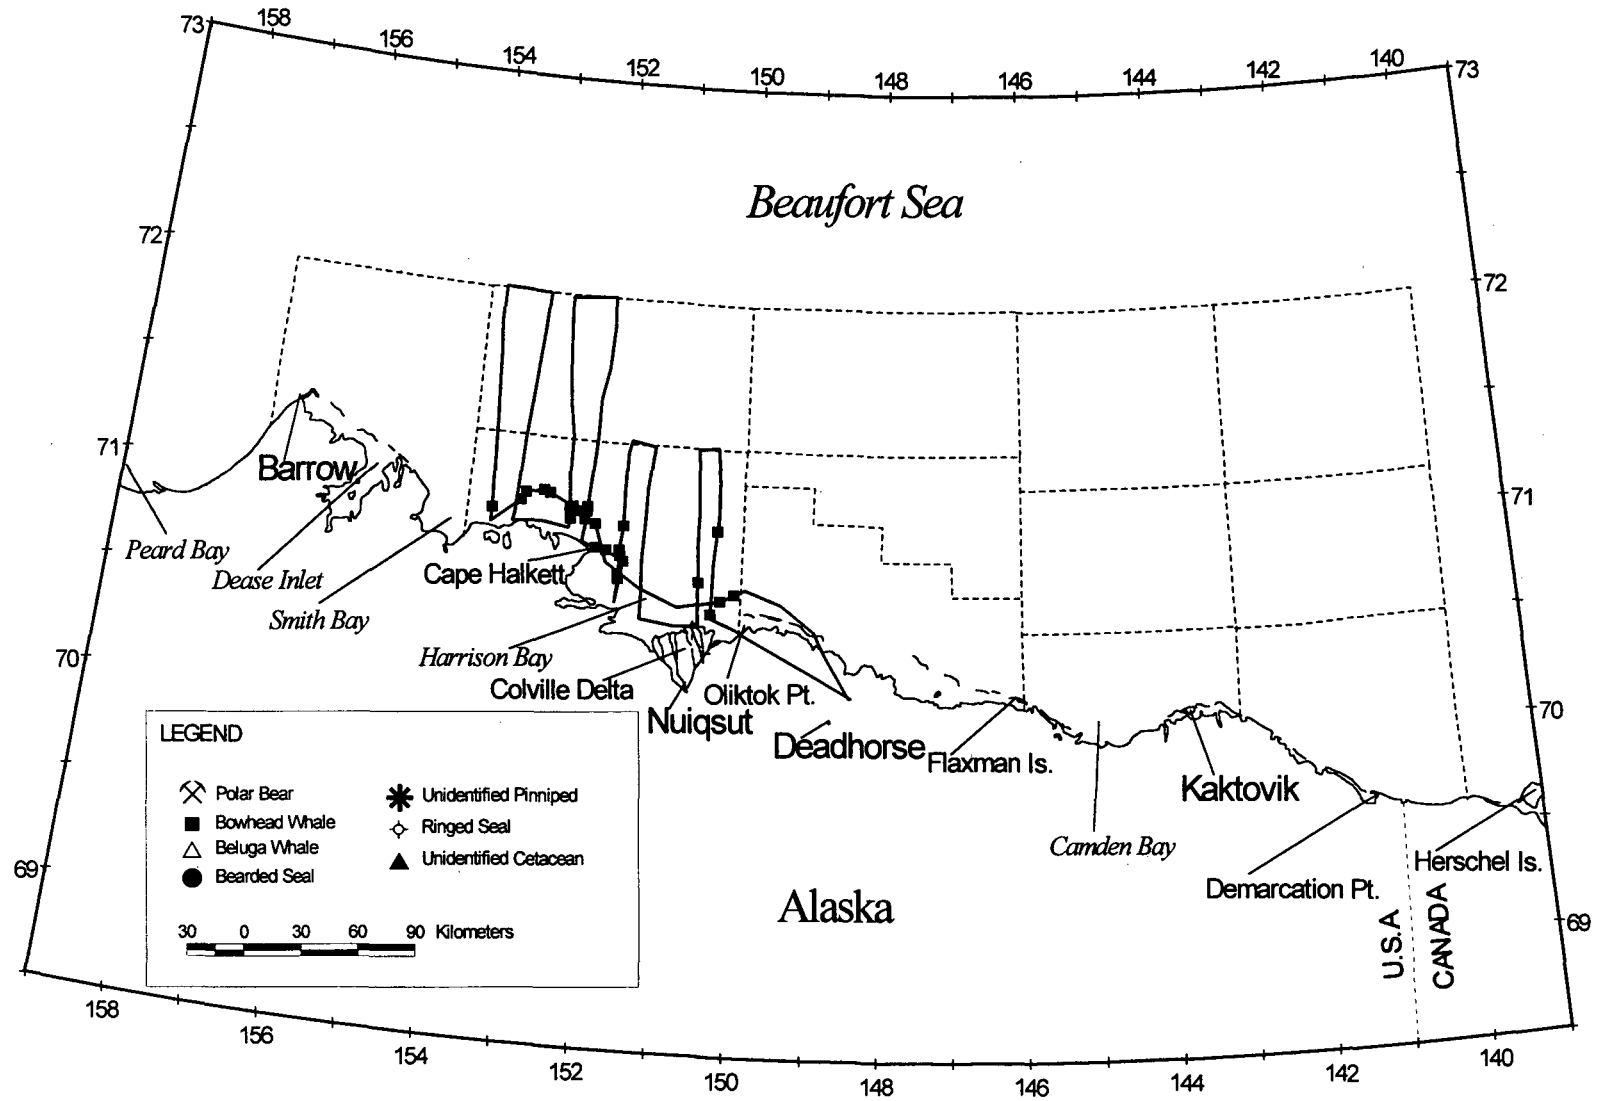 158
73
156
154
152
150
148
146
144
142
140
73
Beaufort Sea
72
72
71
71
Barrow
Peard Bay
Dease Inlet
Smith Bay
Cape Halkett
Harrison Bay
Colville Delta
Oliktok Pt.
Nuiqsut
Deadhorse
Flaxman Is.
Kaktovik
Camden Bay
Demarcation Pt.
Herschel Is.
70
70
LEGEND
Polar Bear
Bowhead Whale
Beluga Whale
Bearded Seal
Unidentified Pinniped
Ringed Seal
Unidentified Cetacean
30 0 30 60 90 Kilometers
Alaska
U.S.A
CANADA
69
69
158
156
154
152
150
148
146
144
142
140